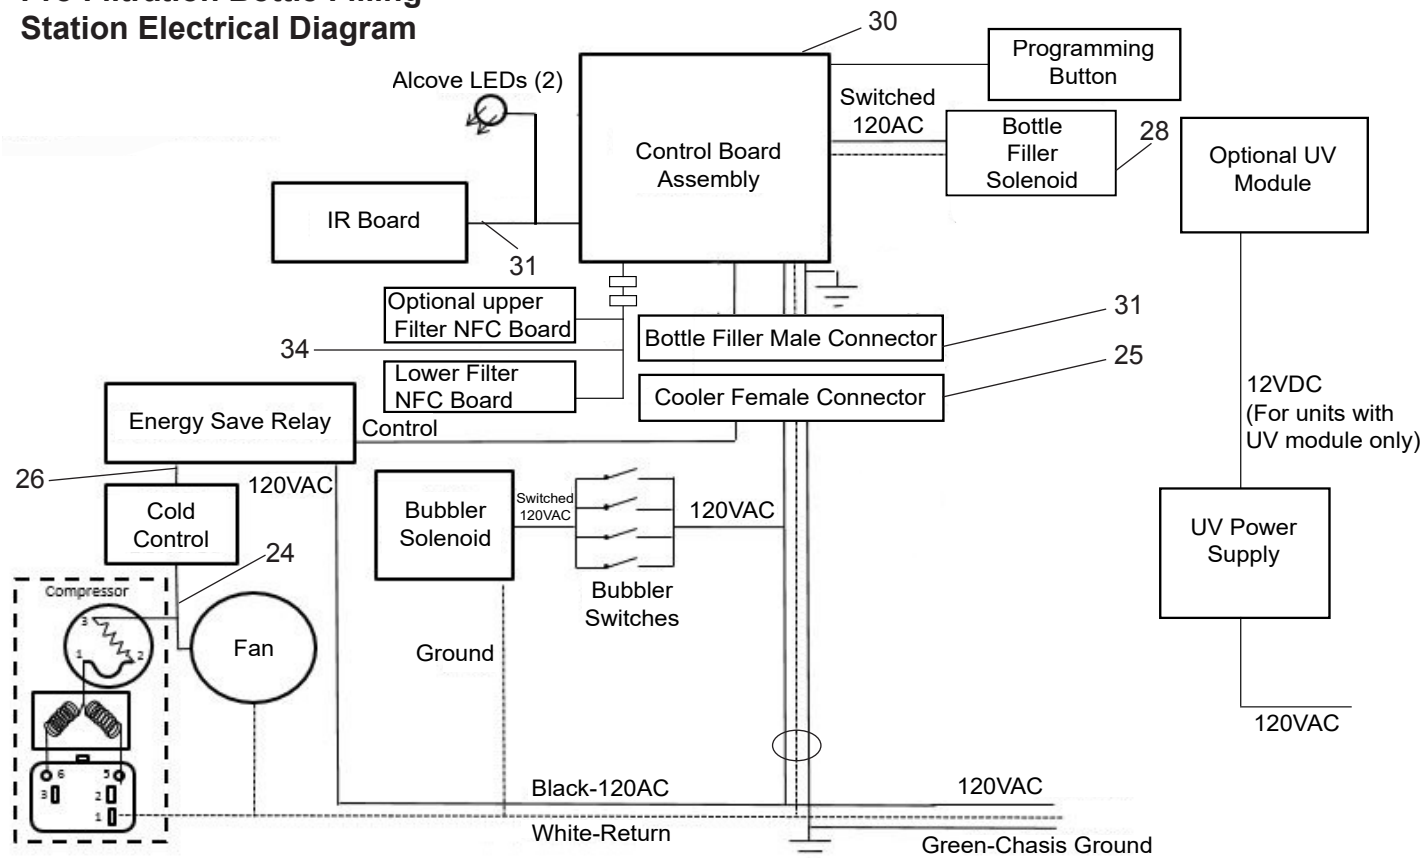 Station Electrical Diagram
30
Programming
Button
Alcove LEDs (2)
Switched
120AC
Control Board
Assembly
Bottle
Filler
Solenoid
28
Optional UV
Module
IR Board
31
Optional upper
Filter NFC Board
34
Lower Filter
NFC Board
Bottle Filler Male Connector
31
Cooler Female Connector
25
12VDC
(For units with
UV module only)
Energy Save Relay
Control
26
120VAC
Cold
Control
24
Bubbler
Solenoid
Switched
120VAC
120VAC
Bubbler
Switches
UV Power
Supply
120VAC
Compressor
3
1
2
Fan
Ground
6
5
3
2
1
Black-120AC
120VAC
White-Return
Green-Chasis Ground